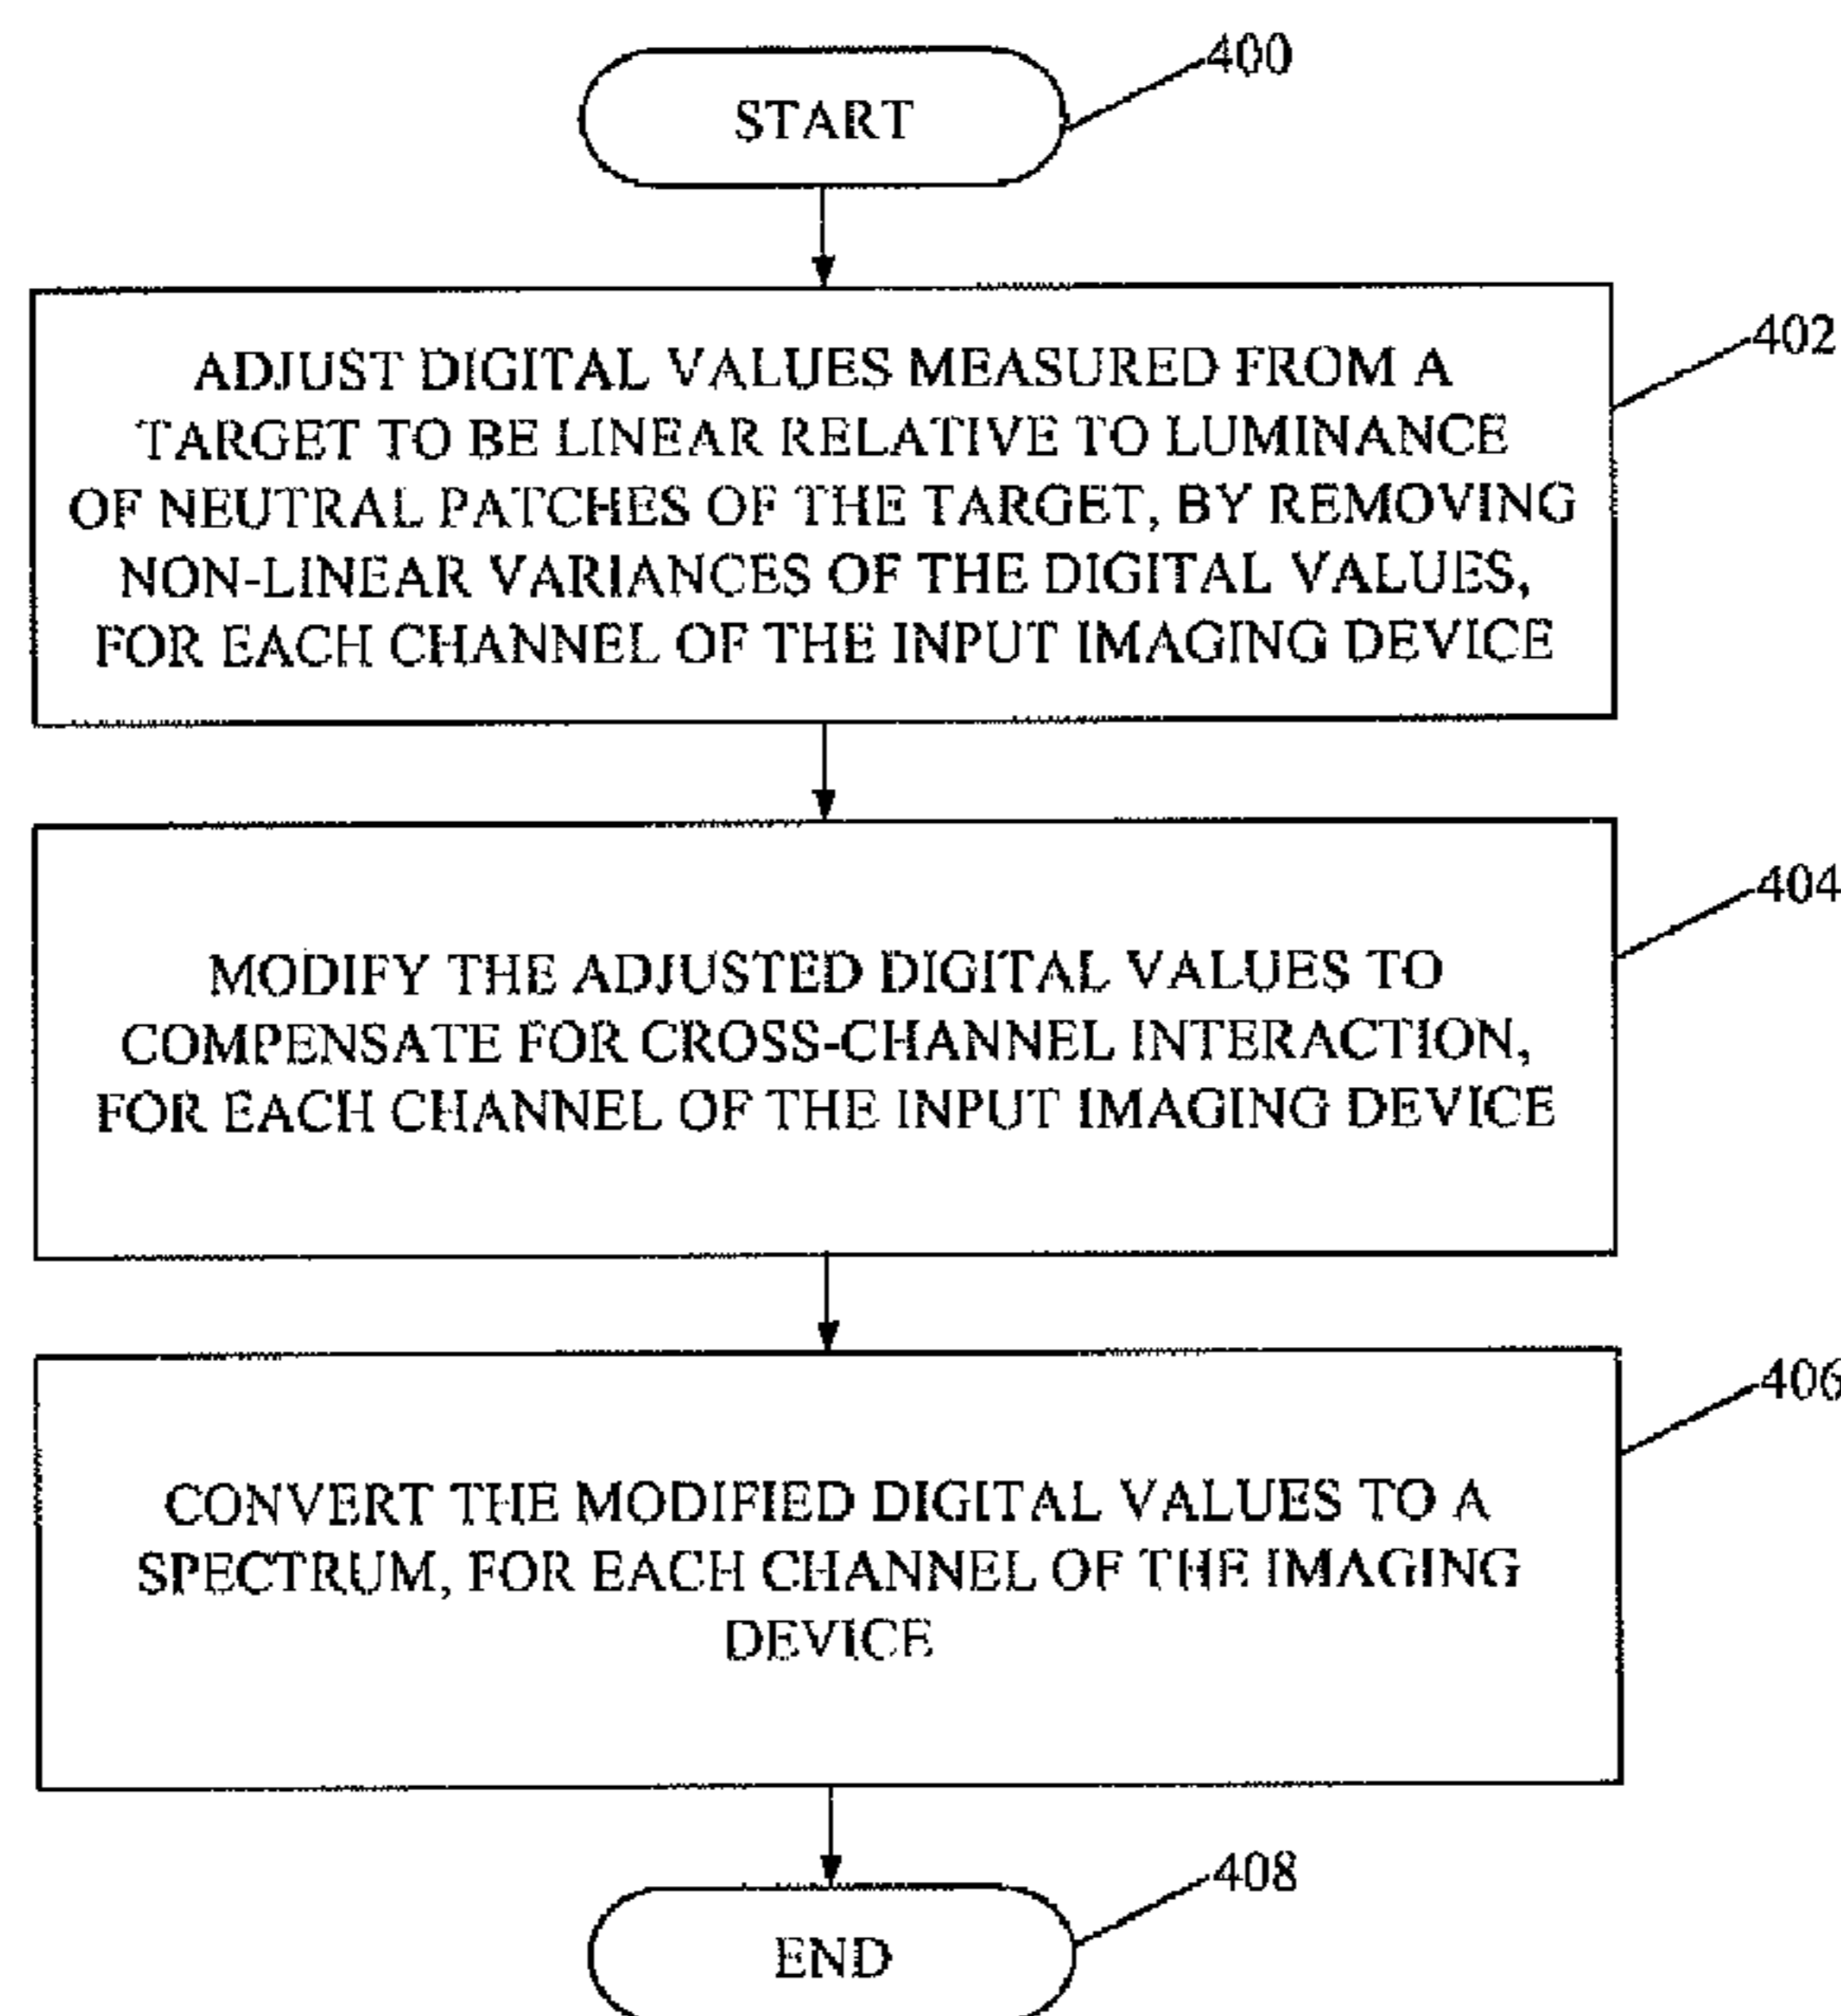 400
START
402
ADJUST DIGITAL VALUES MEASURED FROM A
TARGET TO BE LINEAR RELATIVE TO LUMINANCE
OF NEUTRAL PATCHES OF THE TARGET, BY REMOVING
NON-LINEAR VARIANCES OF THE DIGITAL VALUES,
FOR EACH CHANNEL OF THE INPUT IMAGING DEVICE
404
MODIFY THE ADJUSTED DIGITAL VALUES TO
COMPENSATE FOR CROSS-CHANNEL INTERACTION,
FOR EACH CHANNEL OF THE INPUT IMAGING DEVICE
406
CONVERT THE MODIFIED DIGITAL VALUES TO A
SPECTRUM, FOR EACH CHANNEL OF THE IMAGING
DEVICE
408
END